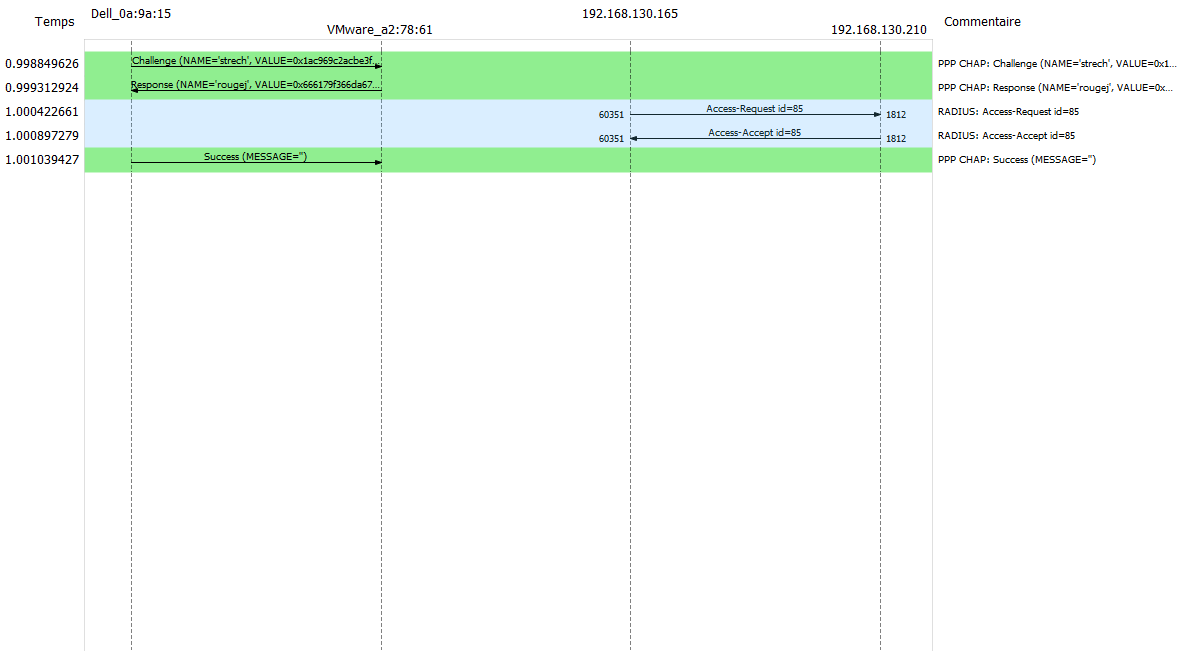 Temps Dell_0a:9a:15 192.168.130.165 Commentaire
VMware_a2:78:61 192.168.130.210
0.998849626 Challenge (NAME='strech', VALUE=0x1ac969c2acbe3f... PPP CHAP: Challenge (NAME='strech', VALUE=0x1...
0.999312924 Response (NAME='rougej', VALUE=0x666179f366da67... PPP CHAP: Response (NAME='rougej', VALUE=0x...
1.000422661 60351 Access-Request id=85 1812 RADIUS: Access-Request id=85
1.000897279 60351 Access-Accept id=85 1812 RADIUS: Access-Accept id=85
1.001039427 Success (MESSAGE='') PPP CHAP: Success (MESSAGE='')